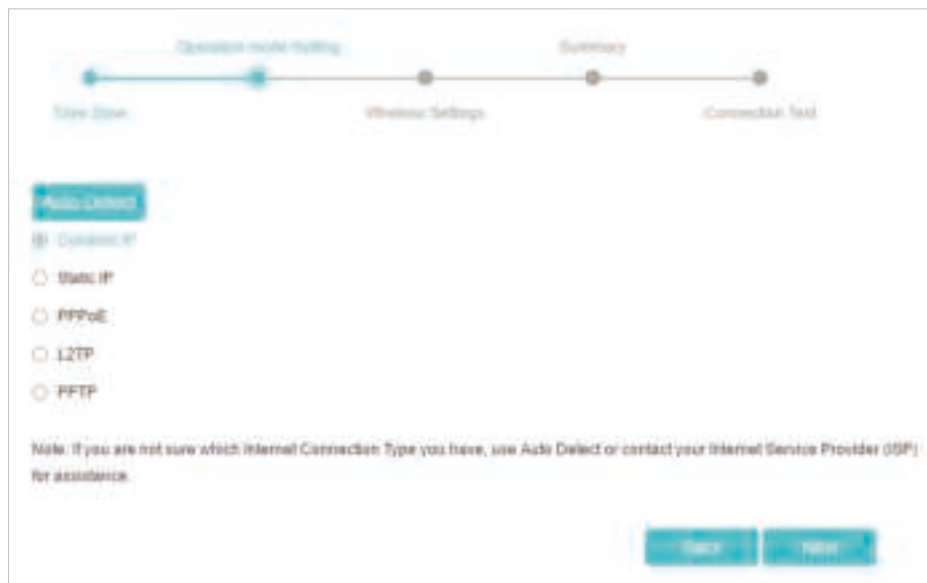 Operation mode Setting
Summary
Time Zone
Wireless Settings
Connection Test
Auto Detect
Dynamic IP
Static IP
PPPoE
L2TP
PPTP
Note: If you are not sure which Internet Connection Type you have, use Auto Detect or contact your Internet Service Provider (ISP)
for assistance.
Back
Next